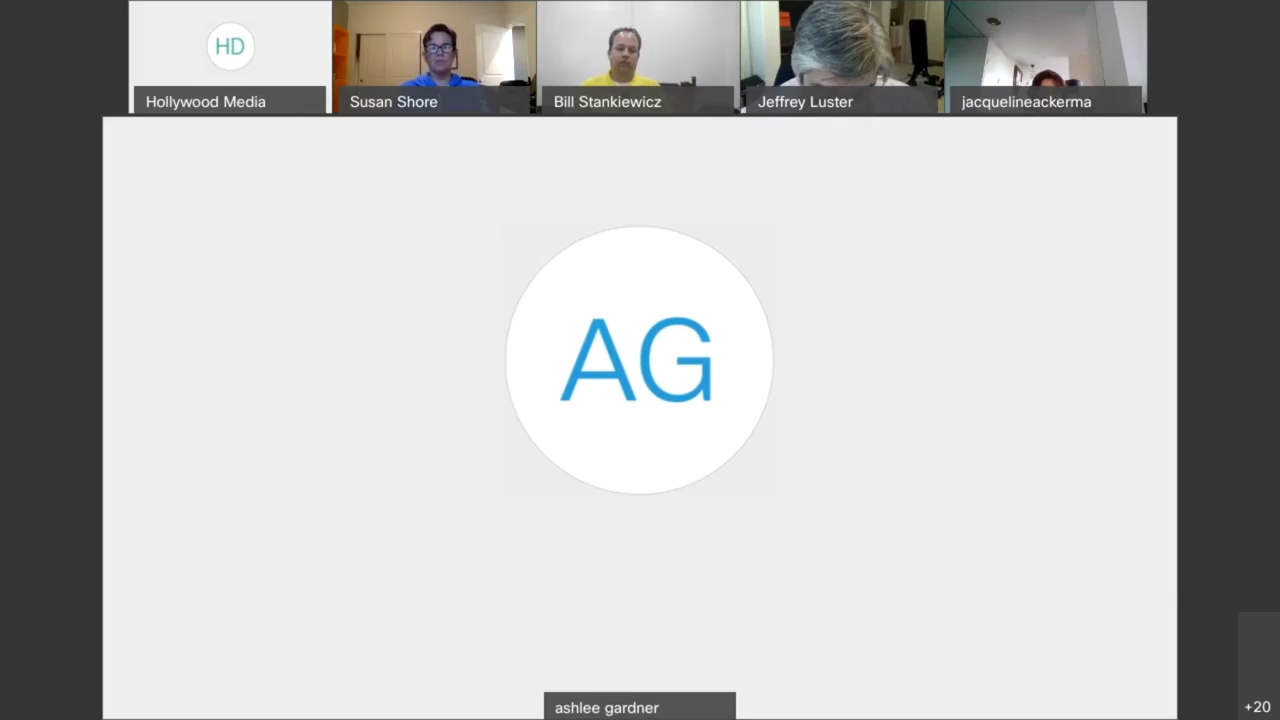 HD
Hollywood Media
Susan Shore
Bill Stankiewicz
Jeffrey Luster
jacquelineackerma
AG
ashlee gardner
+20